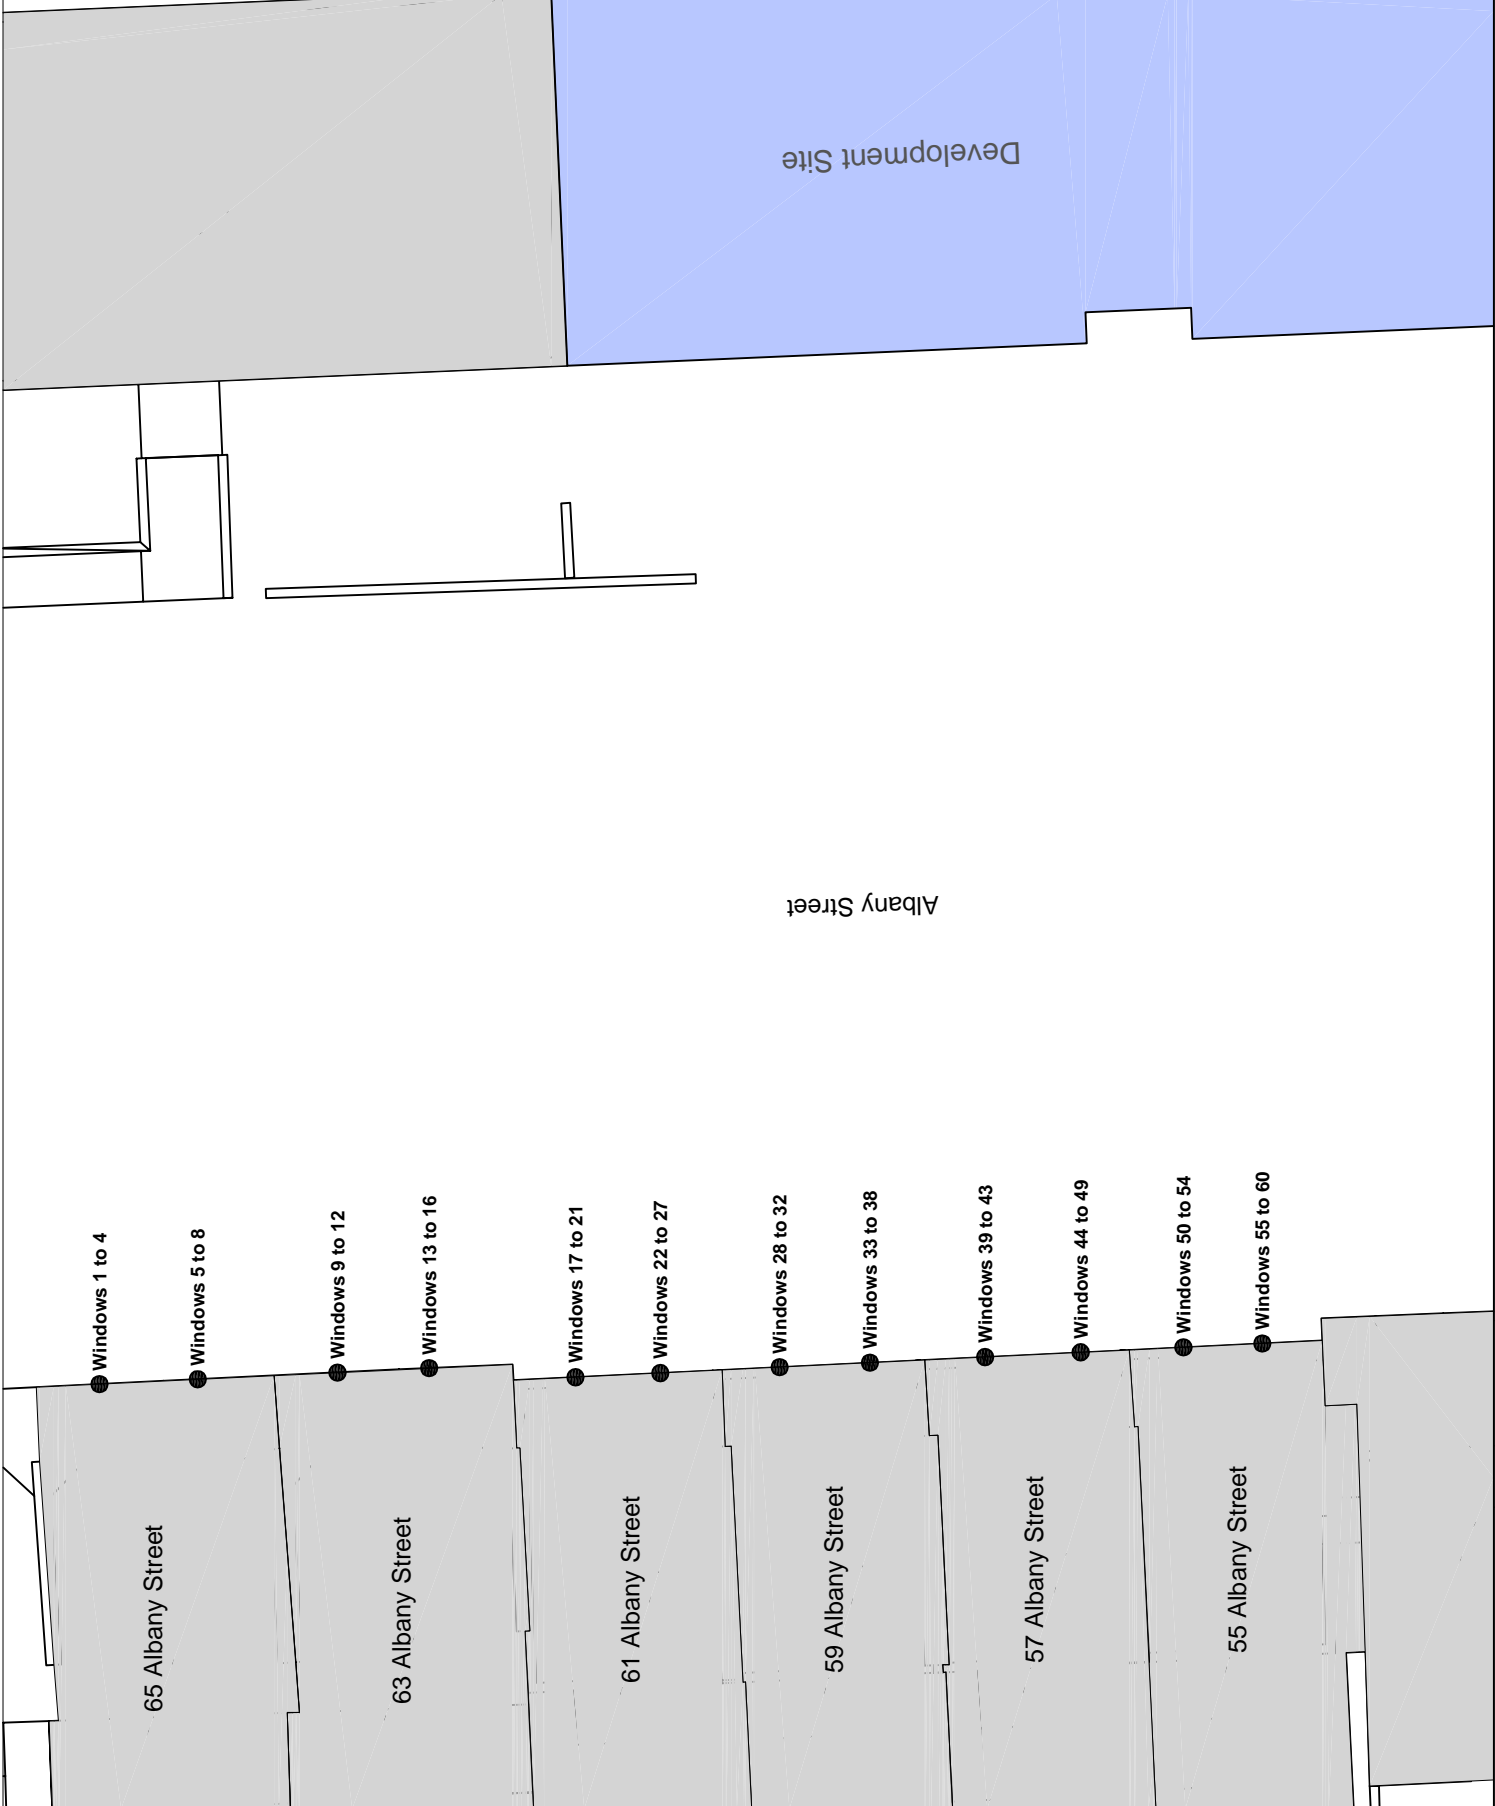 Development Site
Albany Street
Windows 1 to 4
Windows 5 to 8
Windows 9 to 12
Windows 13 to 16
Windows 17 to 21
Windows 22 to 27
Windows 28 to 32
Windows 33 to 38
Windows 39 to 43
Windows 44 to 49
Windows 50 to 54
Windows 55 to 60
65 Albany Street
63 Albany Street
61 Albany Street
59 Albany Street
57 Albany Street
55 Albany Street